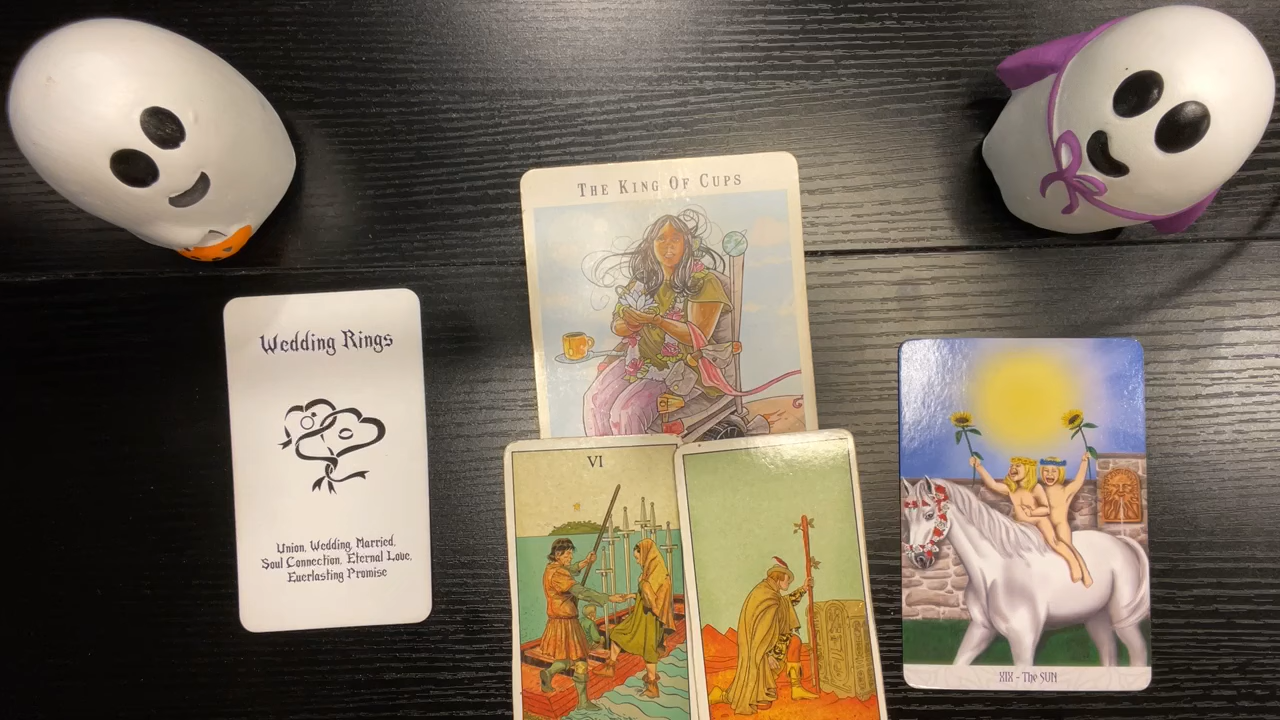 THE KING OF CUPS
Wedding Rings
Union, Wedding, Married,
Soul Connection, Eternal Love,
Everlasting Promise
VI
XIX - The SUN